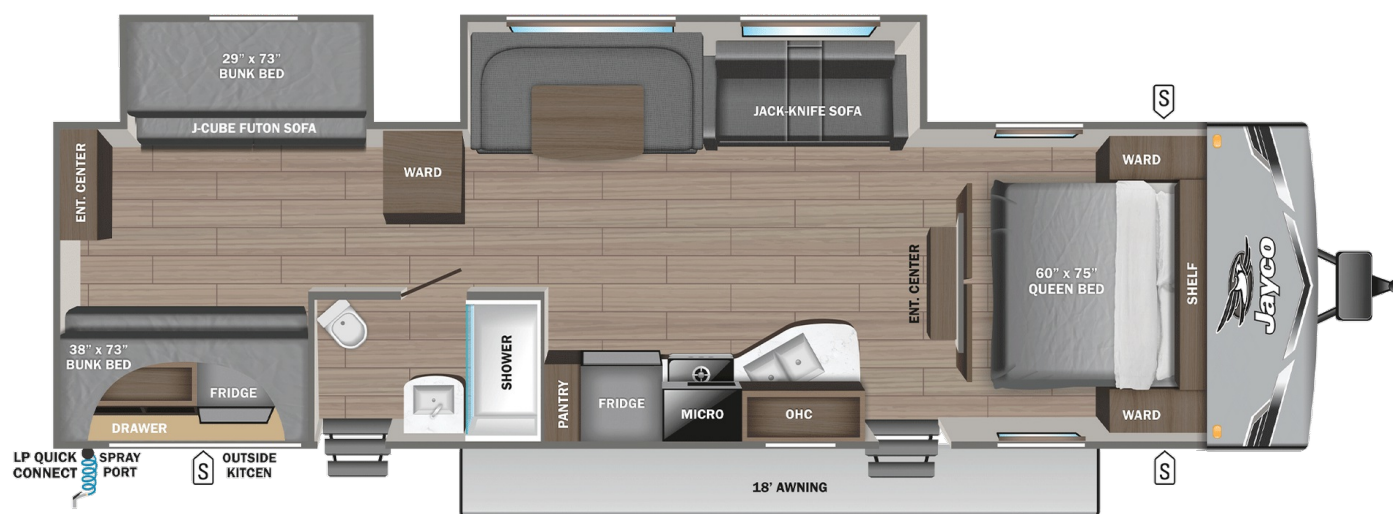 29” x 73”
BUNK BED
J-CUBE FUTON SOFA
ENT. CENTER
WARD
JACK-KNIFE SOFA
S
WARD
60” x 75”
QUEEN BED
SHELF
ENT. CENTER
Jayco
38” x 73”
BUNK BED
FRIDGE
DRAWER
SHOWER
PANTRY
FRIDGE
MICRO
OHC
WARD
LP QUICK
CONNECT
SPRAY
PORT
S
OUTSIDE
KITCEN
18’ AWNING
S